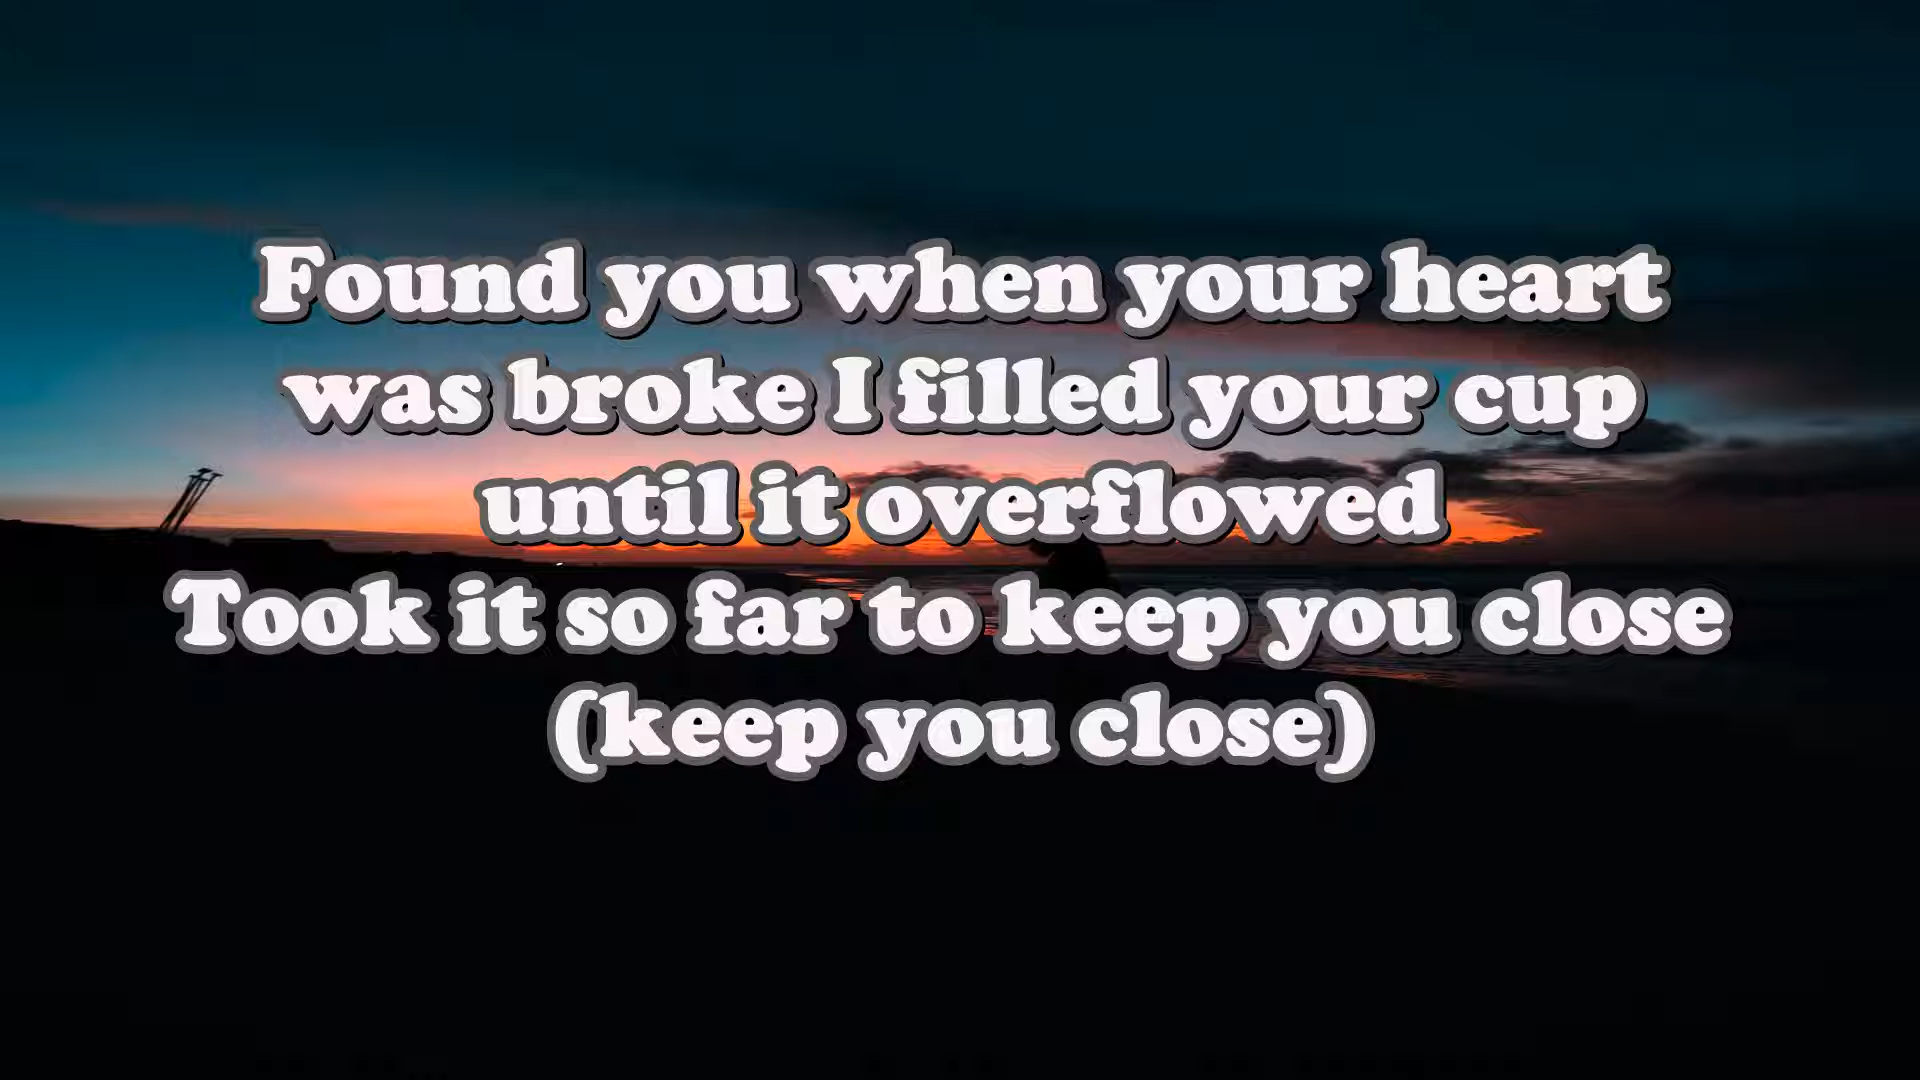 Found you when your heart
was broke I filled your cup
until it overflowed
Took it so far to keep you close
(keep you close)